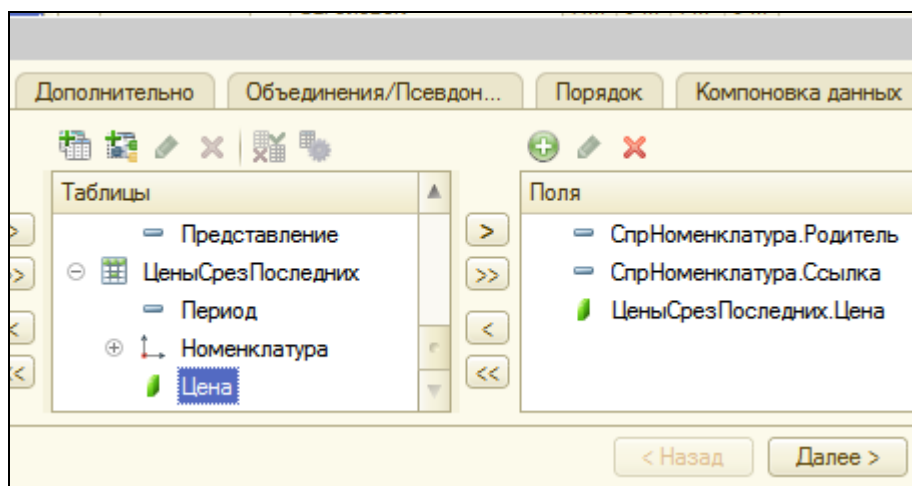 Дополнительно Объединения/Псевдон... Порядок Компоновка данных
Таблицы Поля
Представление СпрНоменклатура.Родитель
ЦеныСрезПоследних СпрНоменклатура.Ссылка
Период ЦеныСрезПоследних.Цена
Номенклатура
Цена
< Назад Далее >